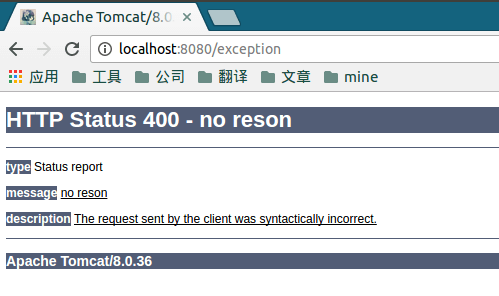 Apache Tomcat/8.0.
localhost:8080/exception
应用 工具 公司 翻译 文章 mine
HTTP Status 400 - no reson
type Status report
message no reson
description The request sent by the client was syntactically incorrect.
Apache Tomcat/8.0.36